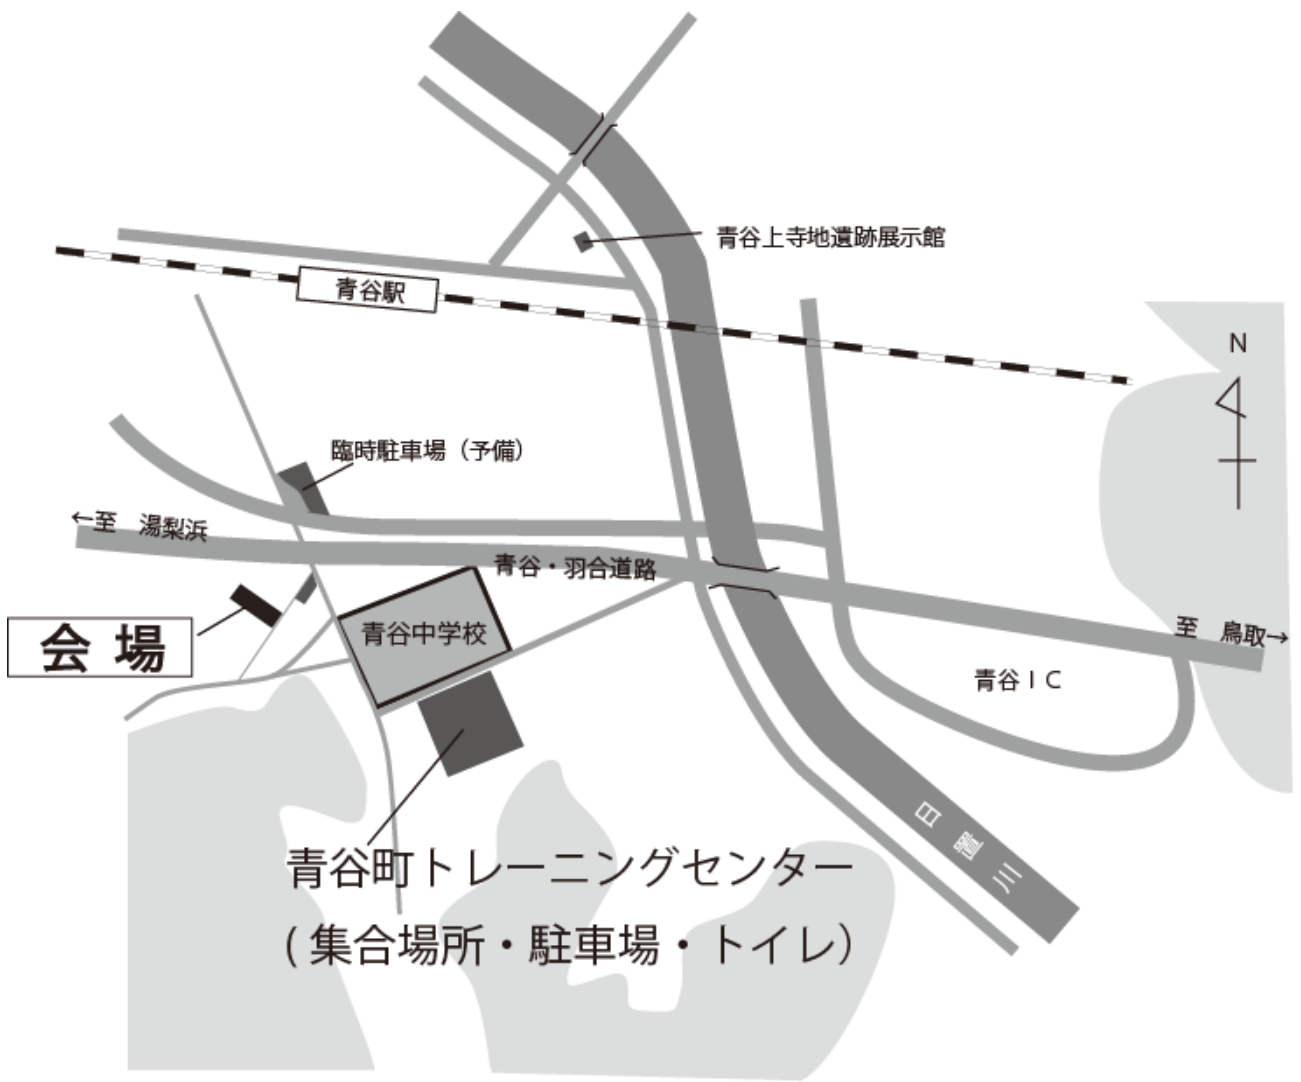 青谷上寺地遺跡展示館
青谷駅
N
臨時駐車場（予備）
←至　湯梨浜
青谷・羽合道路
会場
青谷中学校
至　鳥取→
青谷ＩＣ
日置川
青谷町トレーニングセンター
(集合場所・駐車場・トイレ）